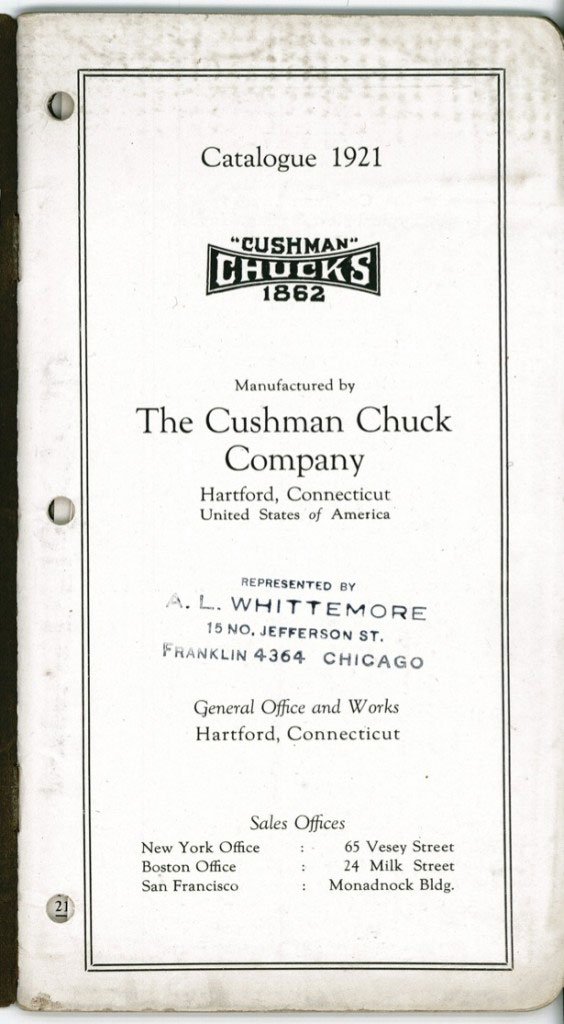 Catalogue 1921
"CUSHMAN"
CHUCKS
1862
Manufactured by
The Cushman Chuck
Company
Hartford, Connecticut
United States of America
REPRESENTED BY
A. L. WHITTEMORE
15 NO. JEFFERSON ST.
FRANKLIN 4364 CHICAGO
General Office and Works
Hartford, Connecticut
Sales Offices
New York Office : 65 Vesey Street
Boston Office : 24 Milk Street
San Francisco : Monadnock Bldg.
21